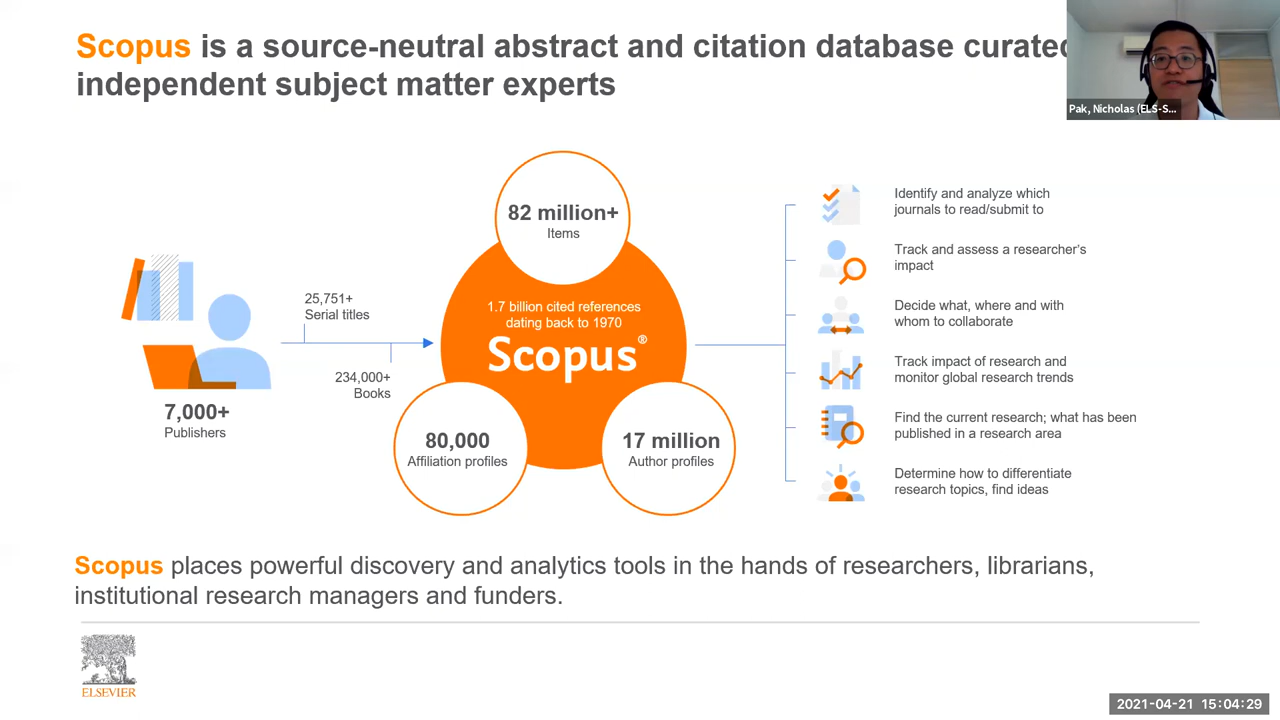 Scopus is a source-neutral abstract and citation database curated
independent subject matter experts
Pak, Nicholas (ELS-S...
82 million+
Items
1.7 billion cited references
dating back to 1970
Scopus®
25,751+
Serial titles
234,000+
Books
7,000+
Publishers
80,000
Affiliation profiles
17 million
Author profiles
Identify and analyze which
journals to read/submit to
Track and assess a researcher's
impact
Decide what, where and with
whom to collaborate
Track impact of research and
monitor global research trends
Find the current research; what has been
published in a research area
Determine how to differentiate
research topics, find ideas
Scopus places powerful discovery and analytics tools in the hands of researchers, librarians,
institutional research managers and funders.
ELSEVIER
2021-04-21 15:04:29